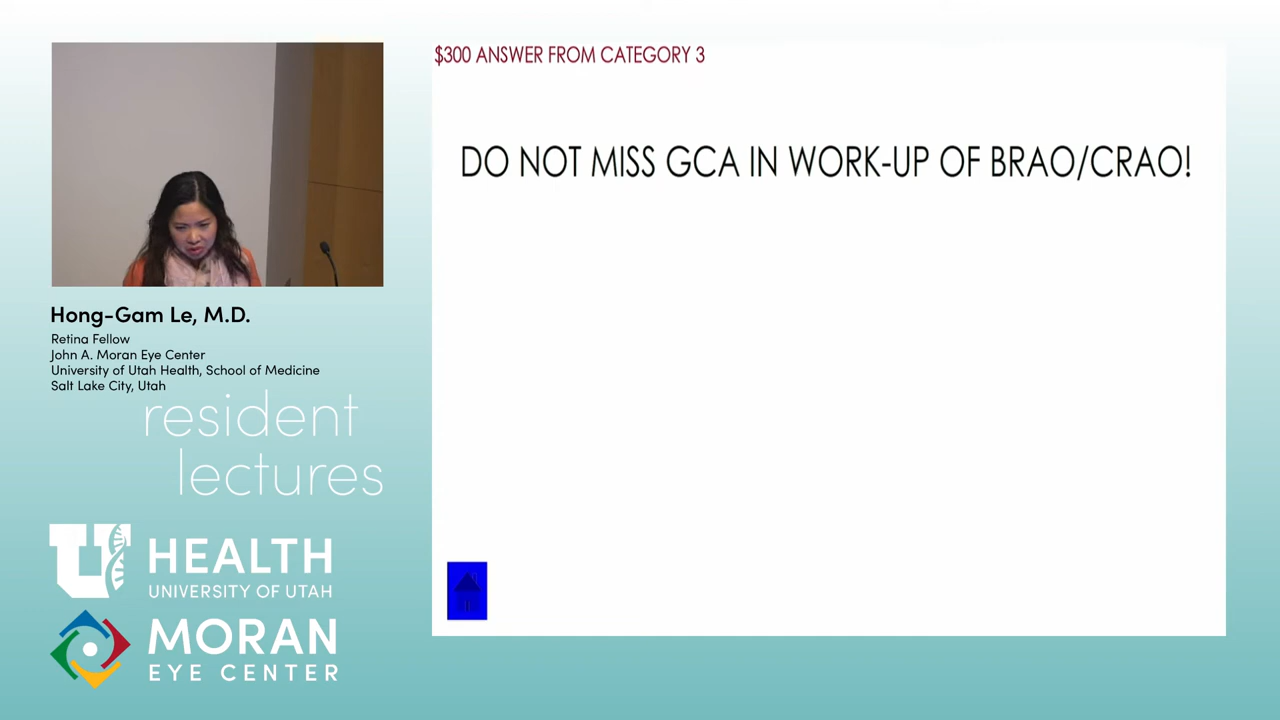 $300 ANSWER FROM CATEGORY 3
DO NOT MISS GCA IN WORK-UP OF BRAO/CRAO!
Hong-Gam Le, M.D.
Retina Fellow
John A. Moran Eye Center
University of Utah Health, School of Medicine
Salt Lake City, Utah
resident
lectures
U HEALTH
UNIVERSITY OF UTAH
MORAN
EYE CENTER